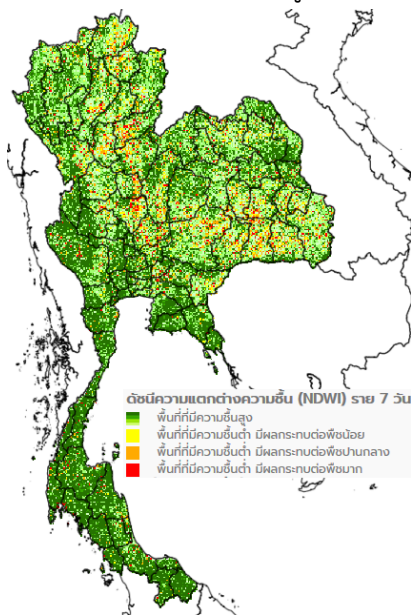 ดัชนีความแตกต่างความชื้น (NDWI) ราย 7 วัน
พื้นที่ที่มีความชื้นสูง
พื้นที่ที่มีความชื้นต่ำ มีผลกระทบต่อพืชน้อย
พื้นที่ที่มีความชื้นต่ำ มีผลกระทบต่อพืชปานกลาง
พื้นที่ที่มีความชื้นต่ำ มีผลกระทบต่อพืชมาก